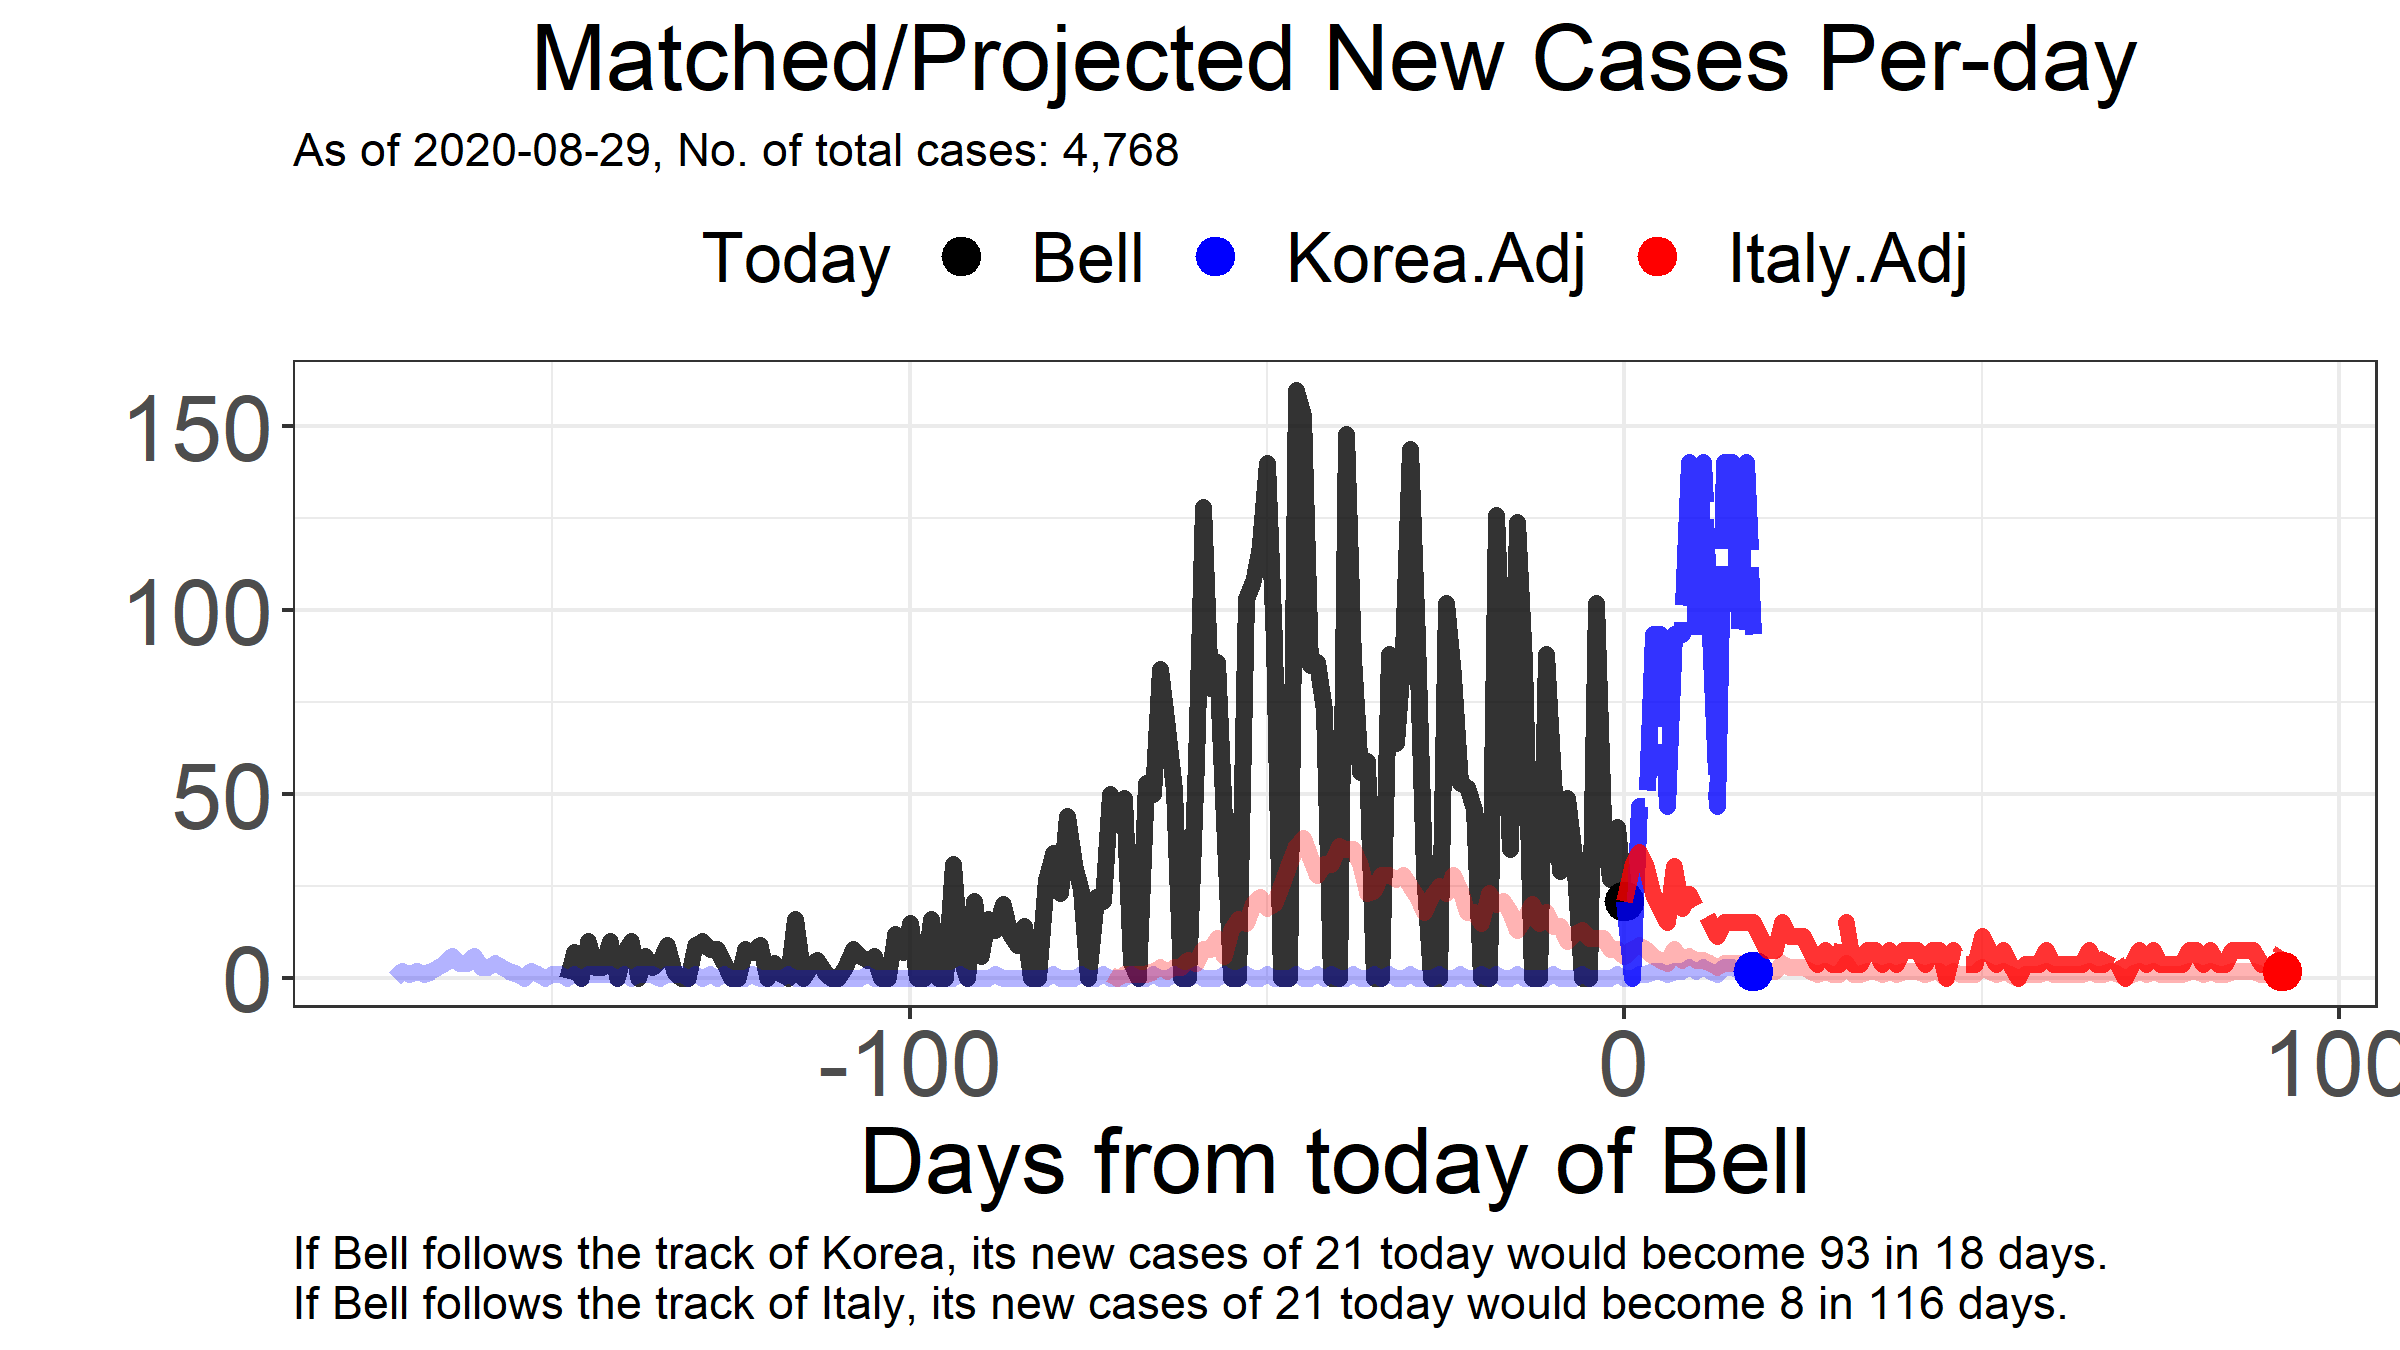 Matched/Projected New Cases Per-day
As of 2020-08-29, No. of total cases: 4,768
Today Bell Korea.Adj Italy.Adj
150
100
50
0
-100 0 100
Days from today of Bell
If Bell follows the track of Korea, its new cases of 21 today would become 93 in 18 days.
If Bell follows the track of Italy, its new cases of 21 today would become 8 in 116 days.